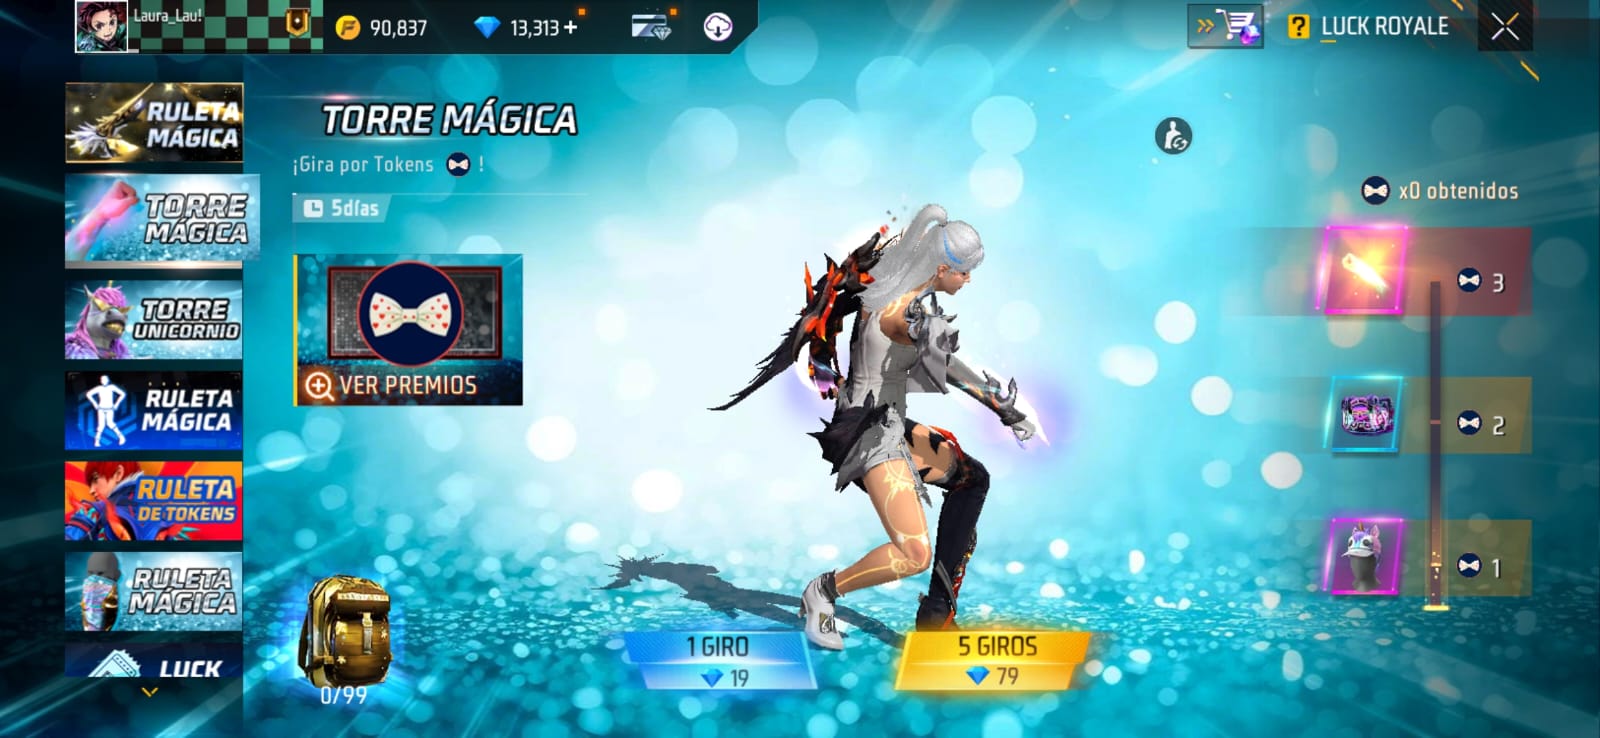 Laura_Lau!
90,837
13,313 +
LUCK ROYALE
RULETA
MÁGICA
TORRE
MÁGICA
TORRE
UNICORNIO
RULETA
MÁGICA
RULETA
DE TOKENS
RULETA
MÁGICA
LUCK
TORRE MÁGICA
¡Gira por Tokens !
5días
VER PREMIOS
0/99
1 GIRO
19
5 GIROS
79
x0 obtenidos
3
2
1